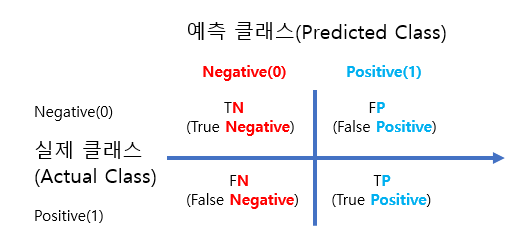 예측 클래스(Predicted Class)
Negative(0) Positive(1)
Negative(0)
TN FP
(True Negative) (False Positive)
실제 클래스
(Actual Class)
FN TP
(False Negative) (True Positive)
Positive(1)